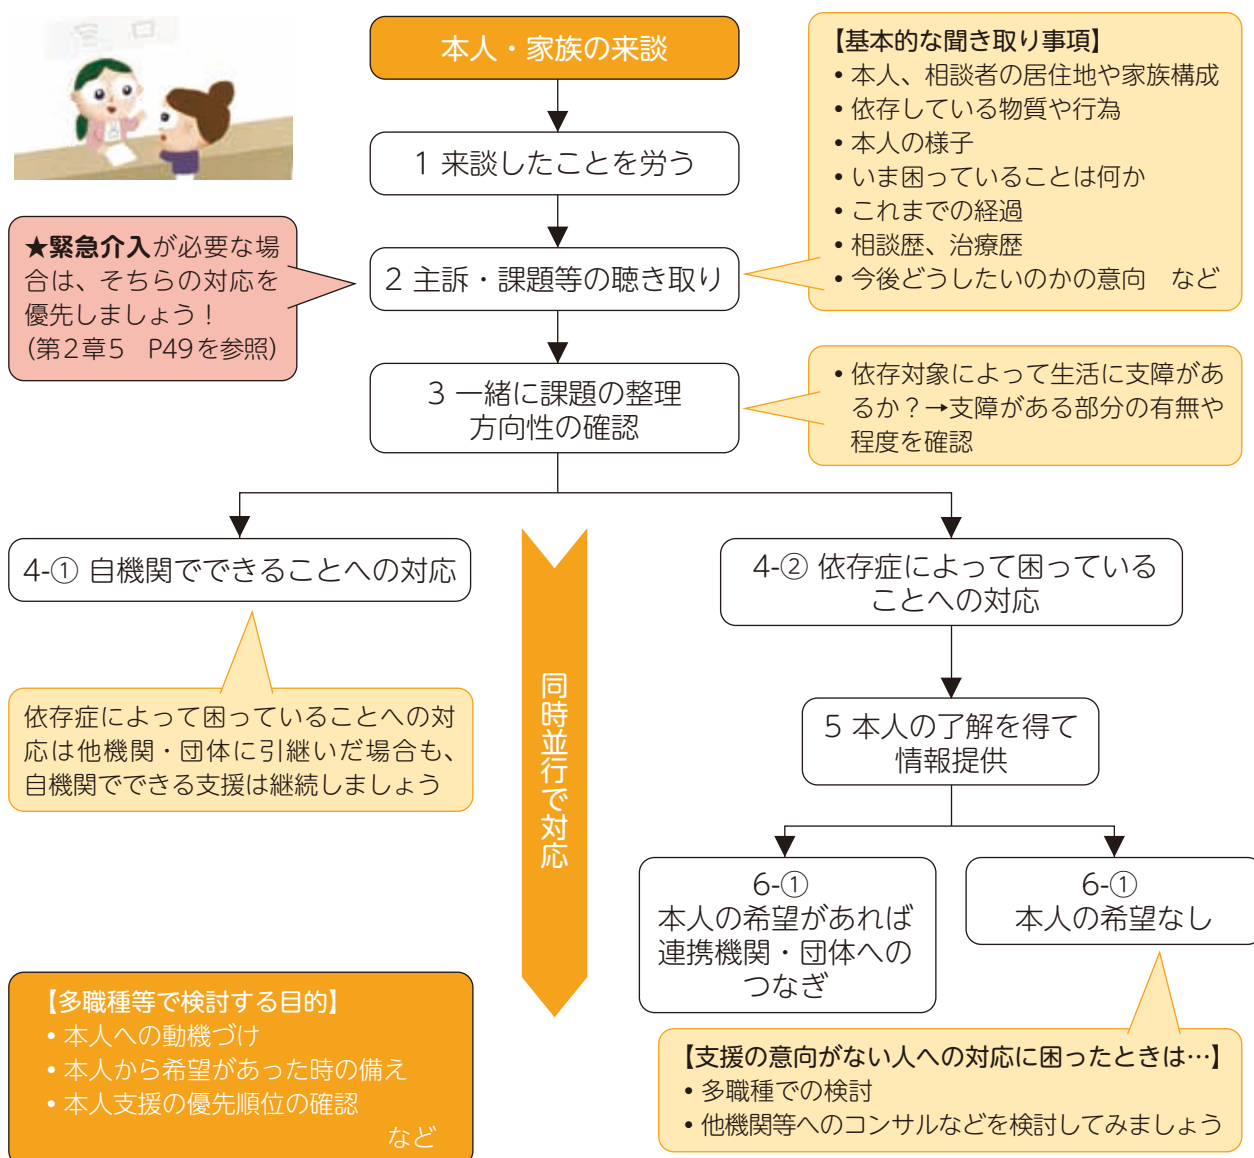 本人・家族の来談
【基本的な聞き取り事項】
• 本人、相談者の居住地や家族構成
• 依存している物質や行為
• 本人の様子
• いま困っていることは何か
• これまでの経過
• 相談歴、治療歴
• 今後どうしたいのかの意向　など
1 来談したことを労う
★緊急介入が必要な場
合は、そちらの対応を
優先しましょう！
(第２章５　P49を参照)
2 主訴・課題等の聴き取り
3 一緒に課題の整理
方向性の確認
• 依存対象によって生活に支障があ
るか？→支障がある部分の有無や
程度を確認
4-① 自機関でできることへの対応
4-② 依存症によって困っている
ことへの対応
同時並行で対応
依存症によって困っていることへの対
応は他機関・団体に引継いだ場合も、
自機関でできる支援は継続しましょう
5 本人の了解を得て
情報提供
6-①
本人の希望があれば
連携機関・団体への
つなぎ
6-①
本人の希望なし
【多職種等で検討する目的】
• 本人への動機づけ
• 本人から希望があった時の備え
• 本人支援の優先順位の確認
など
【支援の意向がない人への対応に困ったときは…】
• 多職種での検討
• 他機関等へのコンサルなどを検討してみましょう